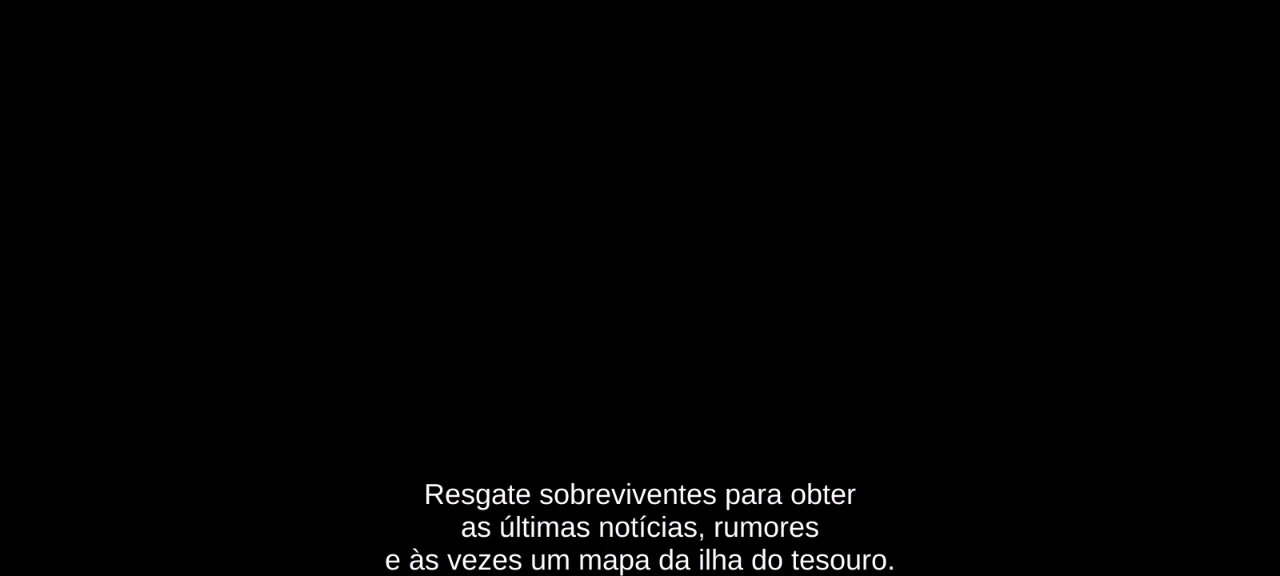 Resgate sobreviventes para obter
as últimas notícias, rumores
e às vezes um mapa da ilha do tesouro.